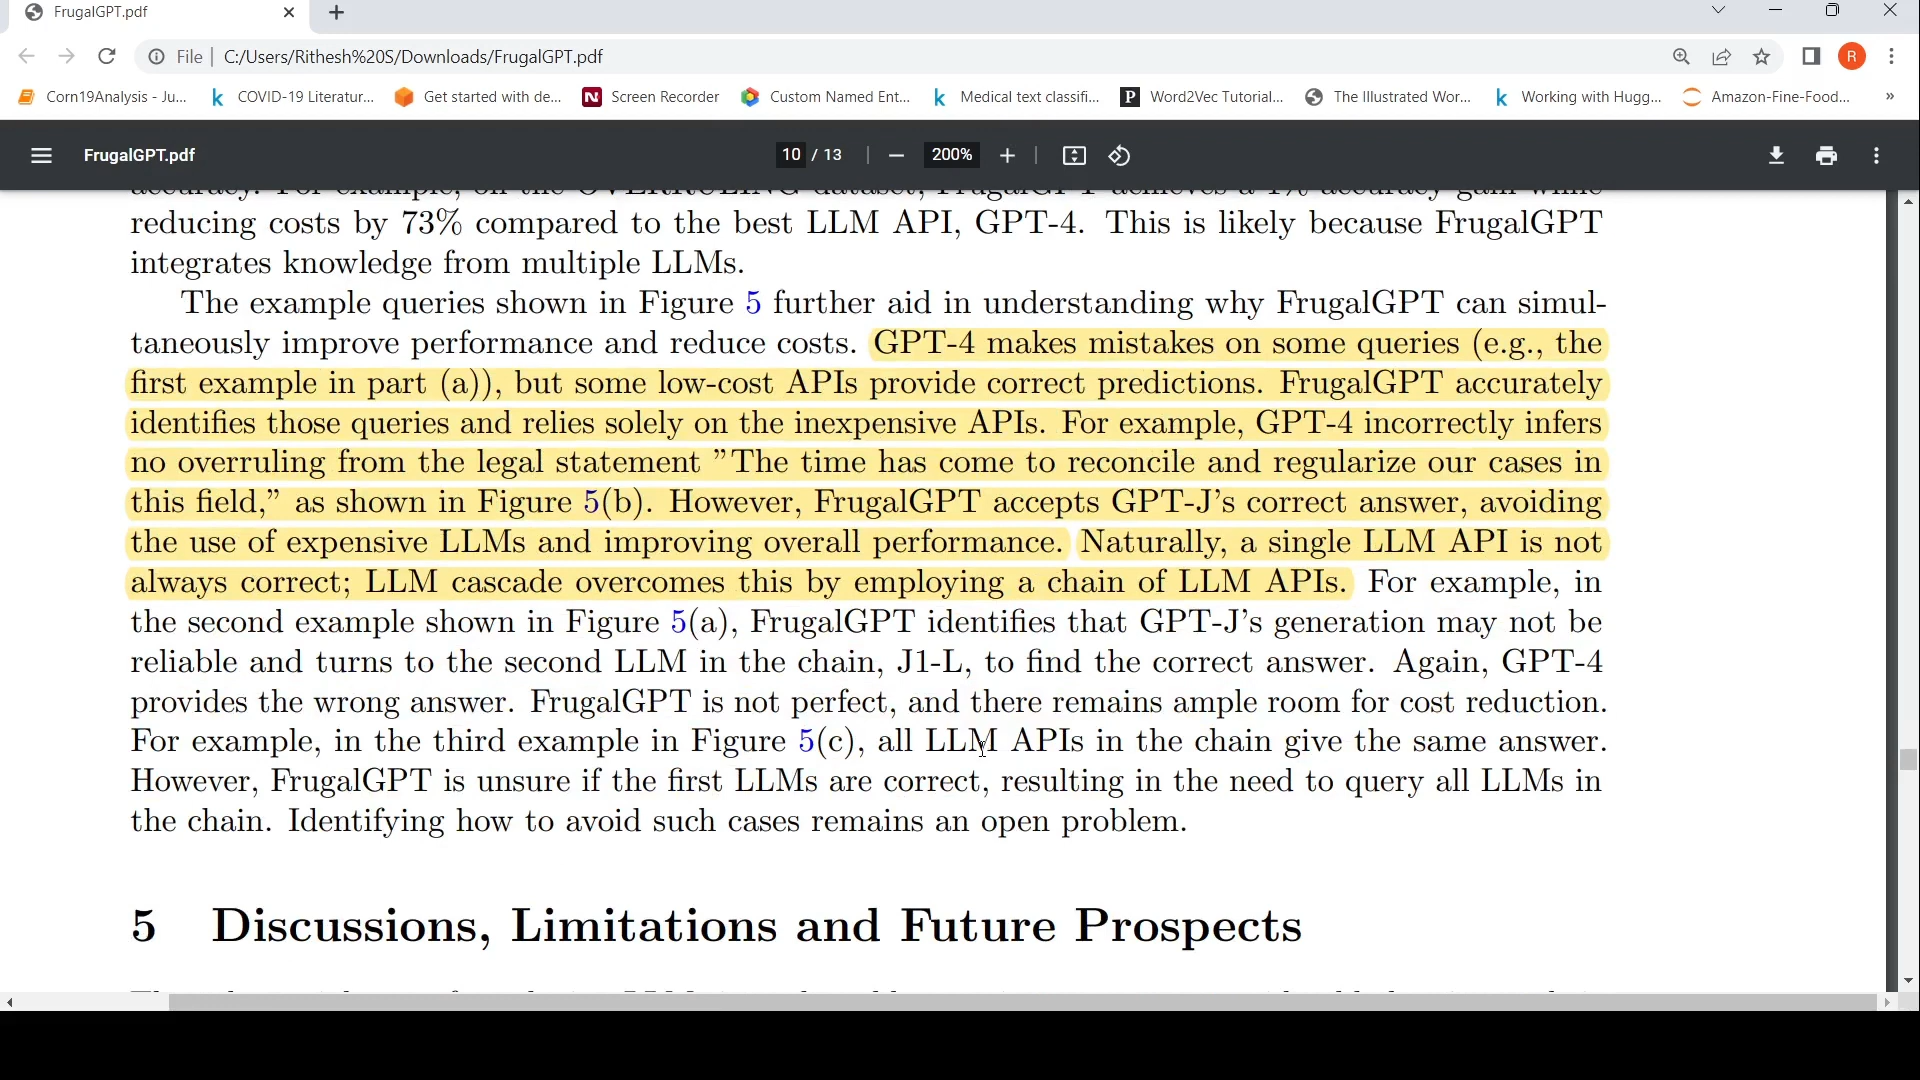 FrugalGPT.pdf
File | C:/Users/Rithesh%20S/Downloads/FrugalGPT.pdf
R
Corn19Analysis - Ju...
COVID-19 Literatur...
Get started with de...
Screen Recorder
Custom Named Ent...
Medical text classifi...
Word2Vec Tutorial...
The Illustrated Wor...
Working with Hugg...
Amazon-Fine-Food...
»
FrugalGPT.pdf
10 / 13
200%
accuracy. For example, on the OVERRULING dataset, FrugalGPT achieves a 1% accuracy gain while
reducing costs by 73% compared to the best LLM API, GPT-4. This is likely because FrugalGPT
integrates knowledge from multiple LLMs.
The example queries shown in Figure 5 further aid in understanding why FrugalGPT can simul-
taneously improve performance and reduce costs. GPT-4 makes mistakes on some queries (e.g., the
first example in part (a)), but some low-cost APIs provide correct predictions. FrugalGPT accurately
identifies those queries and relies solely on the inexpensive APIs. For example, GPT-4 incorrectly infers
no overruling from the legal statement ”The time has come to reconcile and regularize our cases in
this field,” as shown in Figure 5(b). However, FrugalGPT accepts GPT-J’s correct answer, avoiding
the use of expensive LLMs and improving overall performance. Naturally, a single LLM API is not
always correct; LLM cascade overcomes this by employing a chain of LLM APIs. For example, in
the second example shown in Figure 5(a), FrugalGPT identifies that GPT-J’s generation may not be
reliable and turns to the second LLM in the chain, J1-L, to find the correct answer. Again, GPT-4
provides the wrong answer. FrugalGPT is not perfect, and there remains ample room for cost reduction.
For example, in the third example in Figure 5(c), all LLM APIs in the chain give the same answer.
However, FrugalGPT is unsure if the first LLMs are correct, resulting in the need to query all LLMs in
the chain. Identifying how to avoid such cases remains an open problem.
5 Discussions, Limitations and Future Prospects